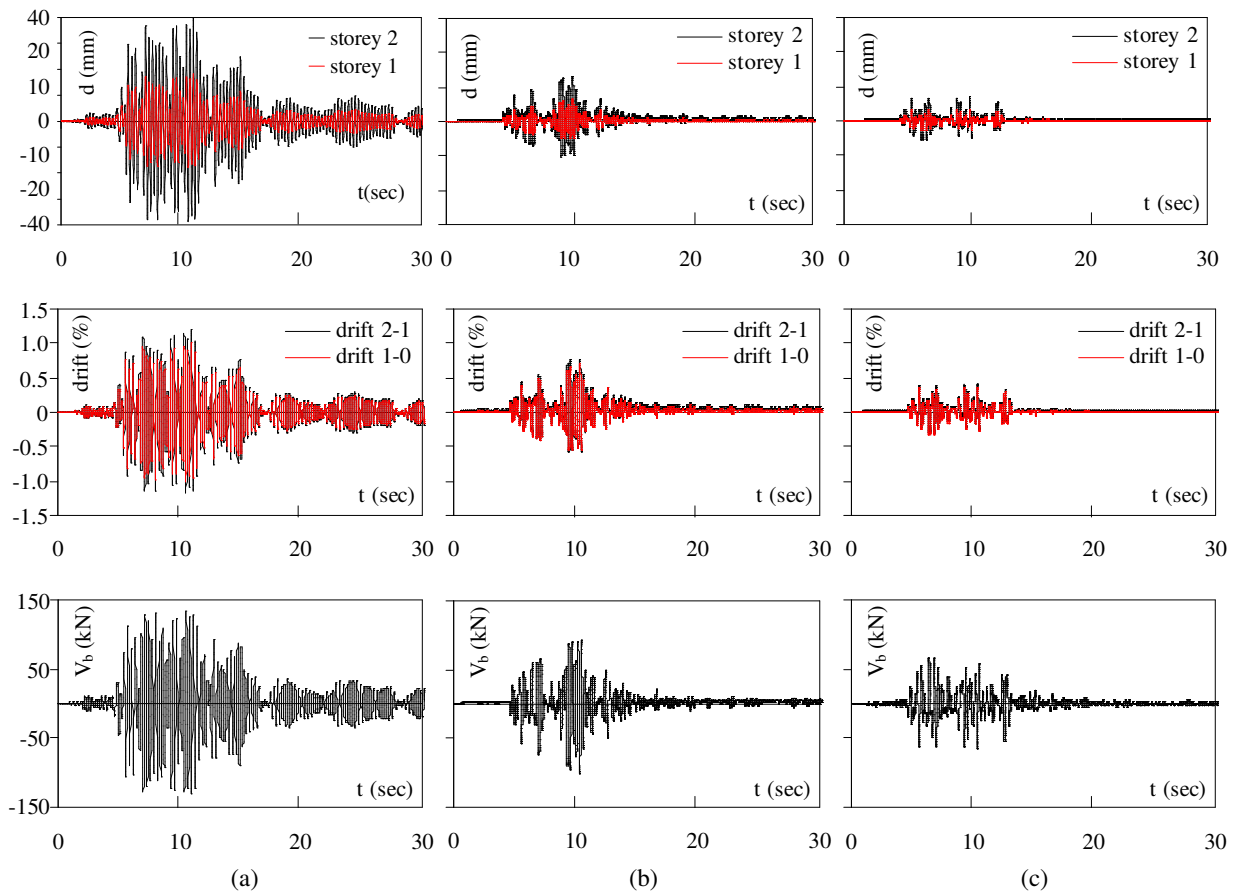 40
20
10
0
-10
-20
-40
d (mm)
storey 2
storey 1
t(sec)
0 10 20 30
d (mm)
storey 2
storey 1
t (sec)
0 10 20 30
d (mm)
storey 2
storey 1
t (sec)
0 10 20 30
1.5
1.0
0.5
0
-0.5
-1.0
-1.5
drift (%)
drift 2-1
drift 1-0
t (sec)
0 10 20 30
drift (%)
drift 2-1
drift 1-0
t (sec)
0 10 20 30
drift (%)
drift 2-1
drift 1-0
t (sec)
0 10 20 30
150
50
0
-50
-150
V_b (kN)
t (sec)
0 10 20 30
V_b (kN)
t (sec)
0 10 20 30
V_b (kN)
t (sec)
0 10 20 30
(a)
(b)
(c)